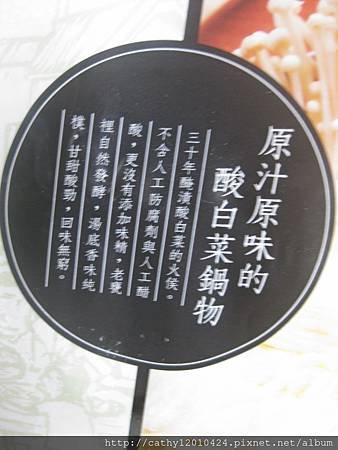 原汁原味的
酸白菜鍋物
三十年醃漬酸白菜的火侯。
不含人工防腐劑與人工醋
酸，更沒有添加味精，老甕
裡自然發酵，湯底香味純
樸，甘甜酸勁，回味無窮。
http://cathy12010424.pixnet.net/album